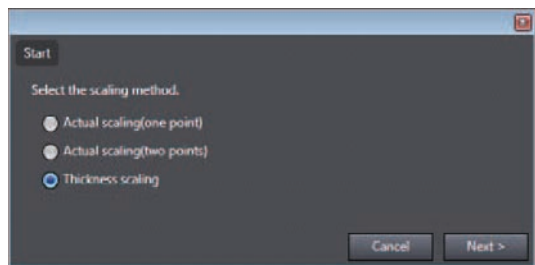 Start
Select the scaling method.
Actual scaling(one point)
Actual scaling(two points)
Thickness scaling
Cancel
Next >